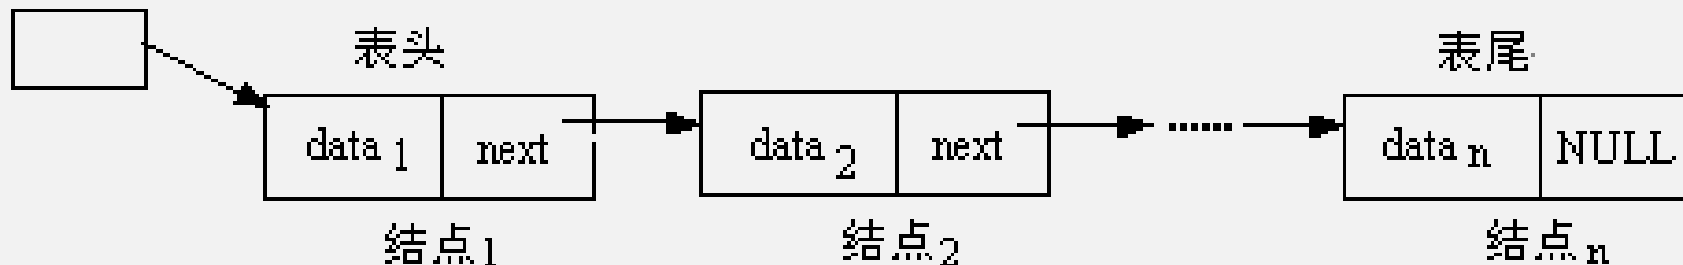 表头 表尾
data 1 next data 2 next ...... data n NULL
结点1 结点2 结点n